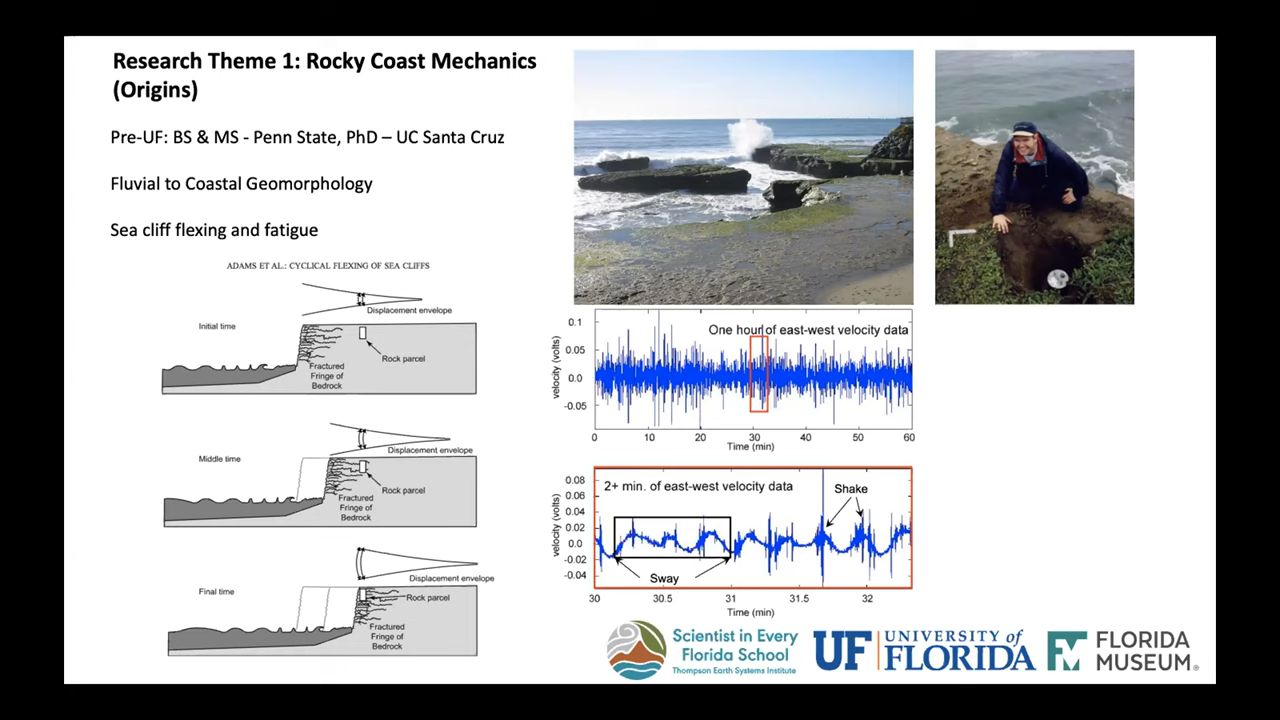 Research Theme 1: Rocky Coast Mechanics
(Origins)
Pre-UF: BS & MS - Penn State, PhD – UC Santa Cruz
Fluvial to Coastal Geomorphology
Sea cliff flexing and fatigue
ADAMS ET AL.: CYCLICAL FLEXING OF SEA CLIFFS
Displacement envelope
Initial time
Rock parcel
Fractured
Fringe of
Bedrock
Displacement envelope
Middle time
Rock parcel
Fractured
Fringe of
Bedrock
Displacement envelope
Final time
Rock parcel
Fractured
Fringe of
Bedrock
One hour of east-west velocity data
velocity (volts)
0.1
0.05
0.0
-0.05
0 10 20 30 40 50 60
Time (min)
2+ min. of east-west velocity data
Shake
Sway
velocity (volts)
0.08
0.06
0.04
0.02
0.0
-0.02
-0.04
30 30.5 31 31.5 32
Time (min)
Scientist in Every
Florida School
Thompson Earth Systems Institute
UF UNIVERSITY of
FLORIDA
FLORIDA
MUSEUM®